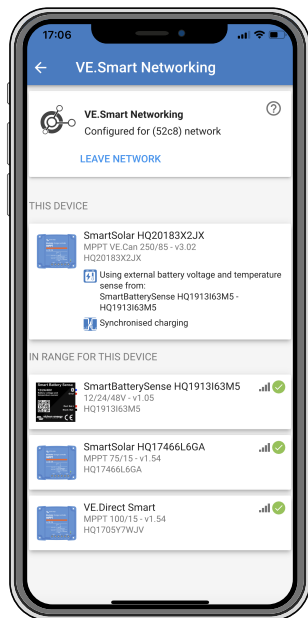 17:06
VE.Smart Networking
VE.Smart Networking
Configured for (52c8) network
LEAVE NETWORK
THIS DEVICE
SmartSolar HQ20183X2JX
MPPT VE.Can 250/85 - v3.02
HQ20183X2JX
Using external battery voltage and temperature
sense from:
SmartBatterySense HQ1913I63M5 -
HQ1913I63M5
Synchronised charging
IN RANGE FOR THIS DEVICE
Smart Battery Sense
SmartBatterySense HQ1913I63M5
12/24/48V - v1.05
HQ1913I63M5
SmartSolar HQ17466L6GA
MPPT 75/15 - v1.54
HQ17466L6GA
VE.Direct Smart
MPPT 100/15 - v1.54
HQ1705Y7WJV